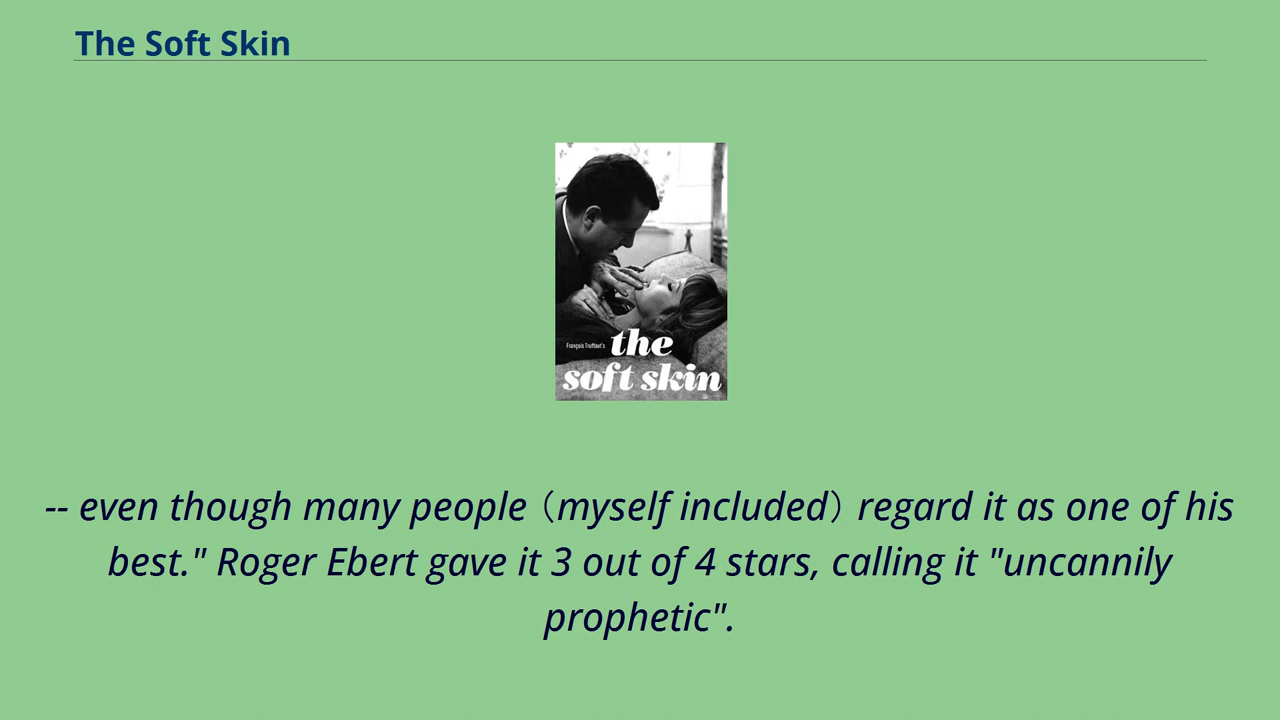 The Soft Skin
François Truffaut's
the
soft skin
-- even though many people（myself included）regard it as one of his
best." Roger Ebert gave it 3 out of 4 stars, calling it "uncannily
prophetic".